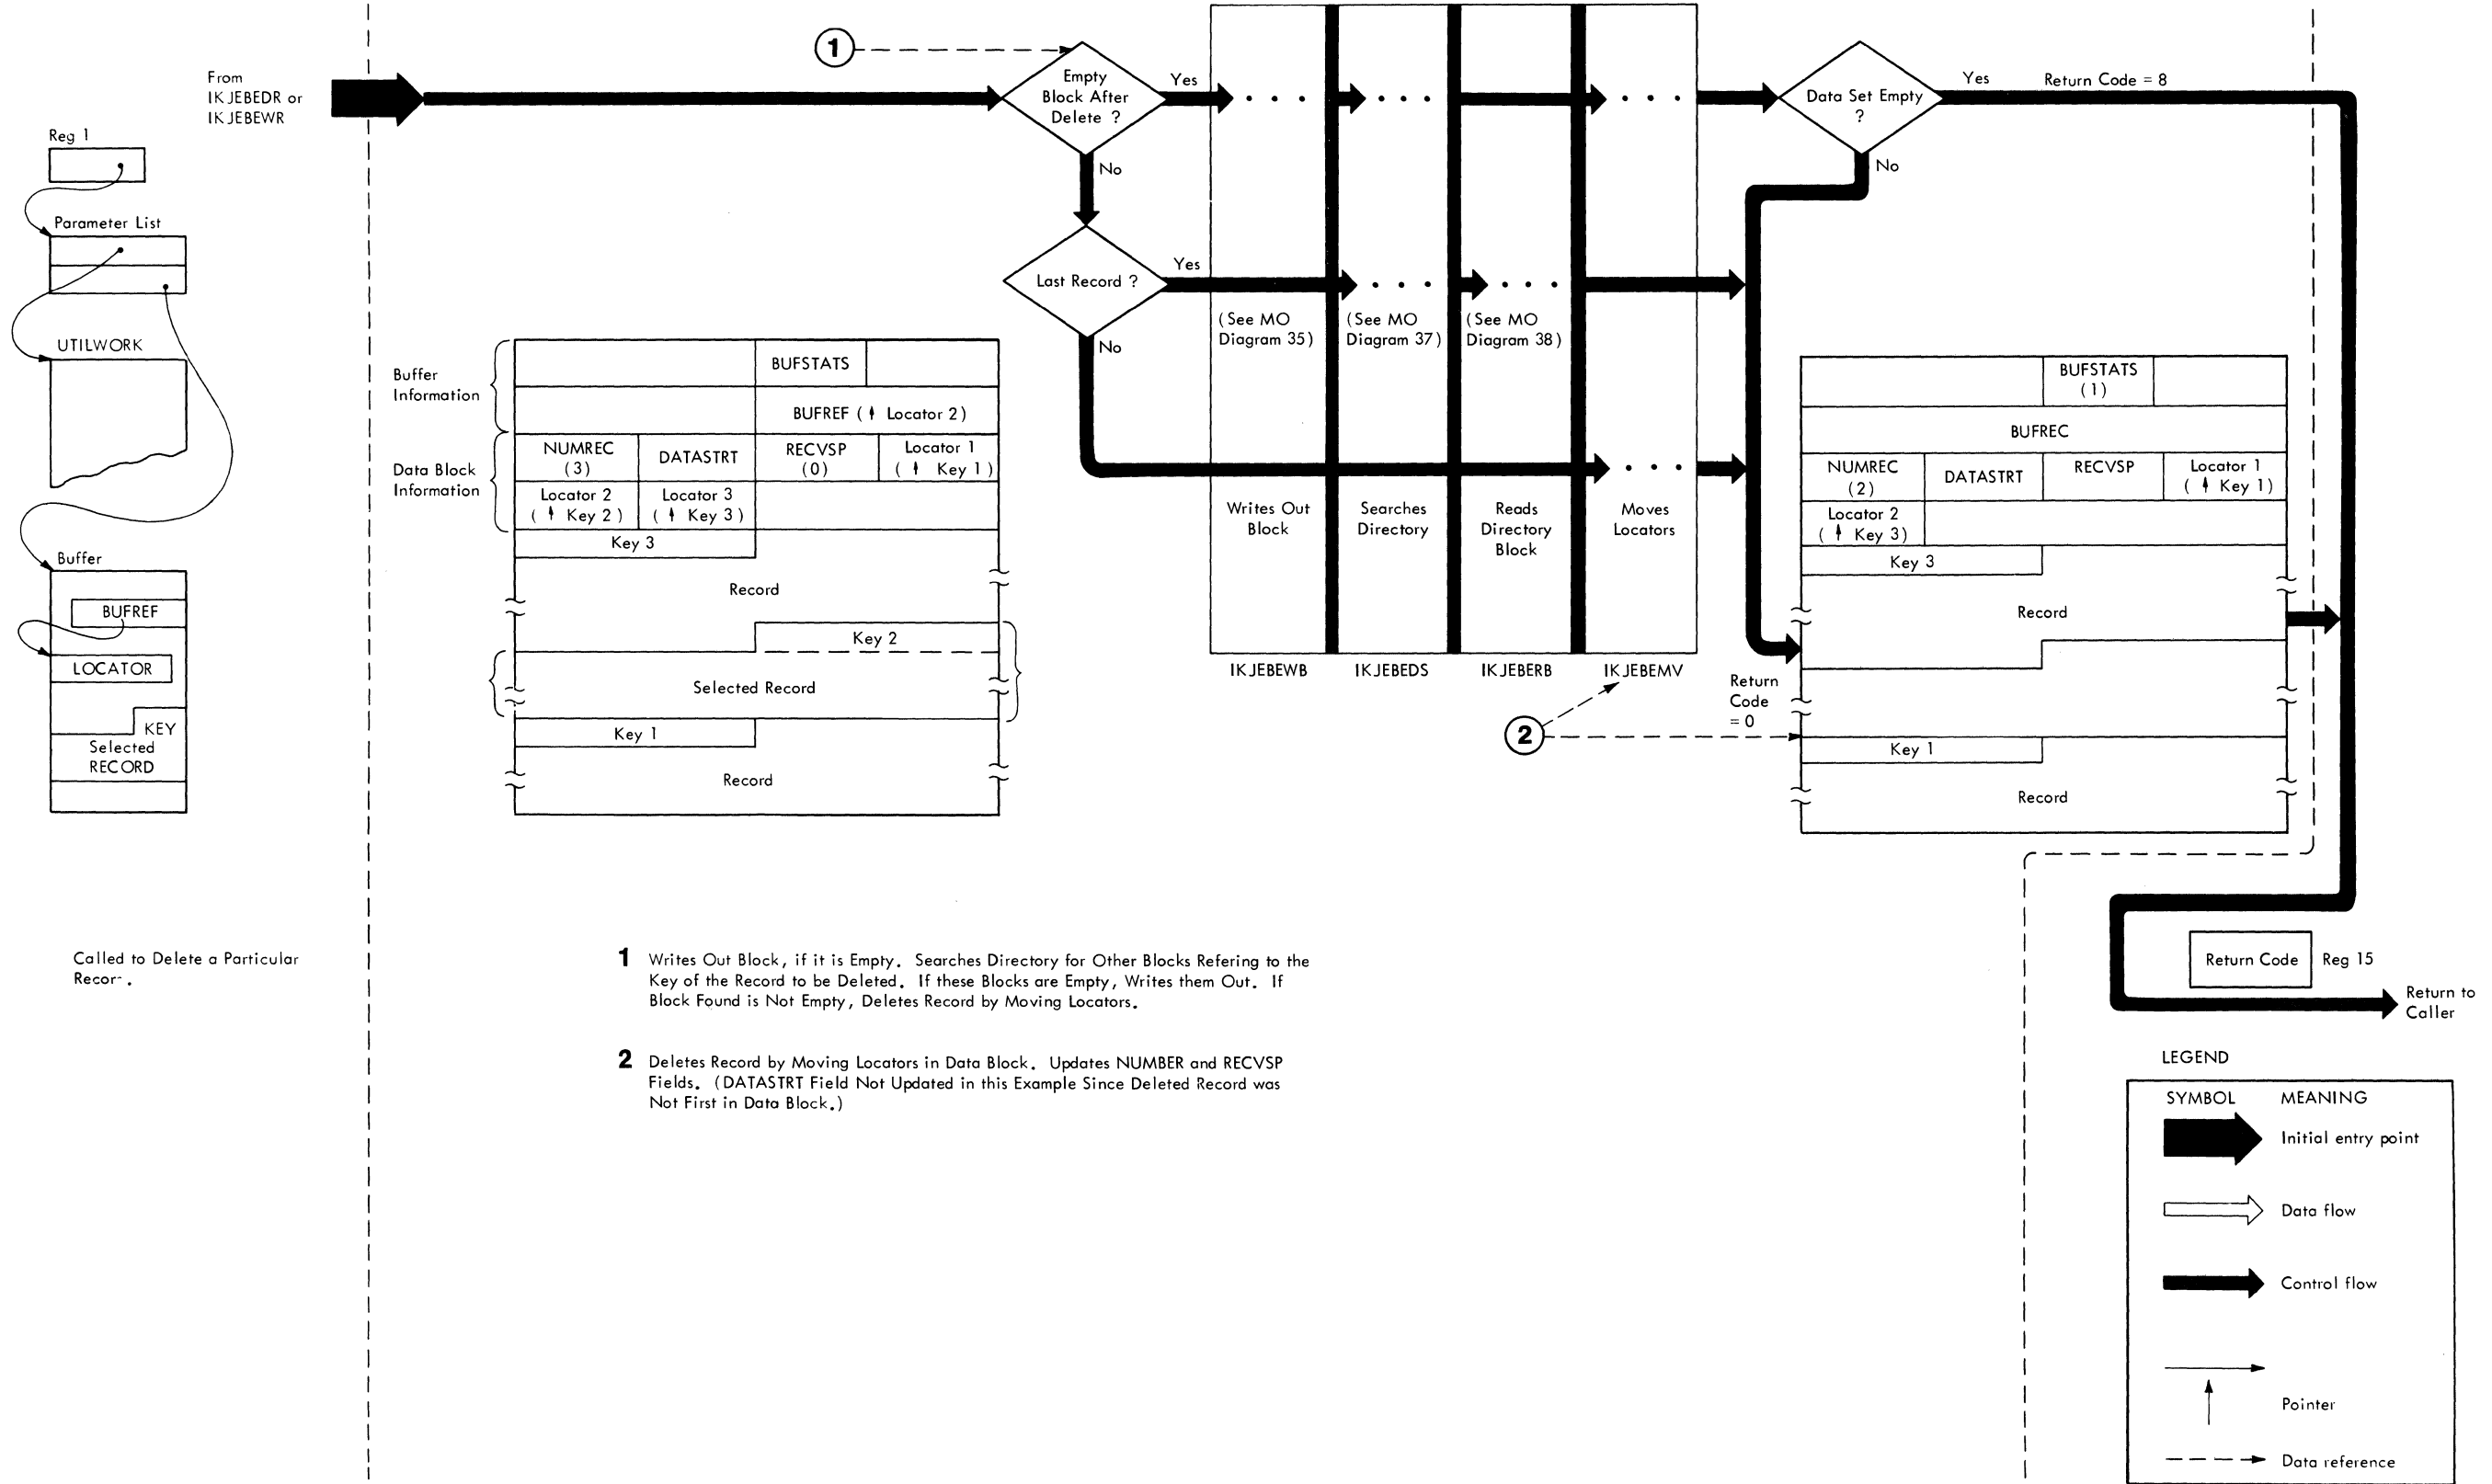 From
IKJEBEDR or
IKJEBEWR
Reg 1
Parameter List
UTILWORK
Buffer
BUFREF
LOCATOR
KEY
Selected
RECORD
Called to Delete a Particular
1
Empty
Block After
Delete ?
Yes
No
Last Record ?
Yes
No
Buffer
Information
Data Block
Information
BUFSTATS
BUFREF ( Locator 2)
NUMREC
(3)
DATASTRT
RECVSP
(0)
Locator 1
( Key 1)
Locator 2
( Key 2)
Locator 3
( Key 3)
Key 3
Record
Key 2
Selected Record
Key 1
Record
(See MO
Diagram 35)
(See MO
Diagram 37)
(See MO
Diagram 38)
Writes Out
Block
Searches
Directory
Reads
Directory
Block
Moves
Locators
IKJEBEWB
IKJEBEDS
IKJEBERB
IKJEBEMV
2
Data Set Empty
?
Yes
Return Code = 8
No
Return
Code
= 0
BUFSTATS
(1)
BUFREC
NUMREC
(2)
DATASTRT
RECVSP
Locator 1
( Key 1)
Locator 2
( Key 3)
Key 3
Record
Key 1
Record
1 Writes Out Block, if it is Empty. Searches Directory for Other Blocks Refering to the
Key of the Record to be Deleted. If these Blocks are Empty, Writes them Out. If
Block Found is Not Empty, Deletes Record by Moving Locators.
2 Deletes Record by Moving Locators in Data Block. Updates NUMBER and RECVSP
Fields. (DATASTRT Field Not Updated in this Example Since Deleted Record was
Not First in Data Block.)
Return Code
Reg 15
Return to
Caller
LEGEND
SYMBOL MEANING
Initial entry point
Data flow
Control flow
Pointer
Data reference